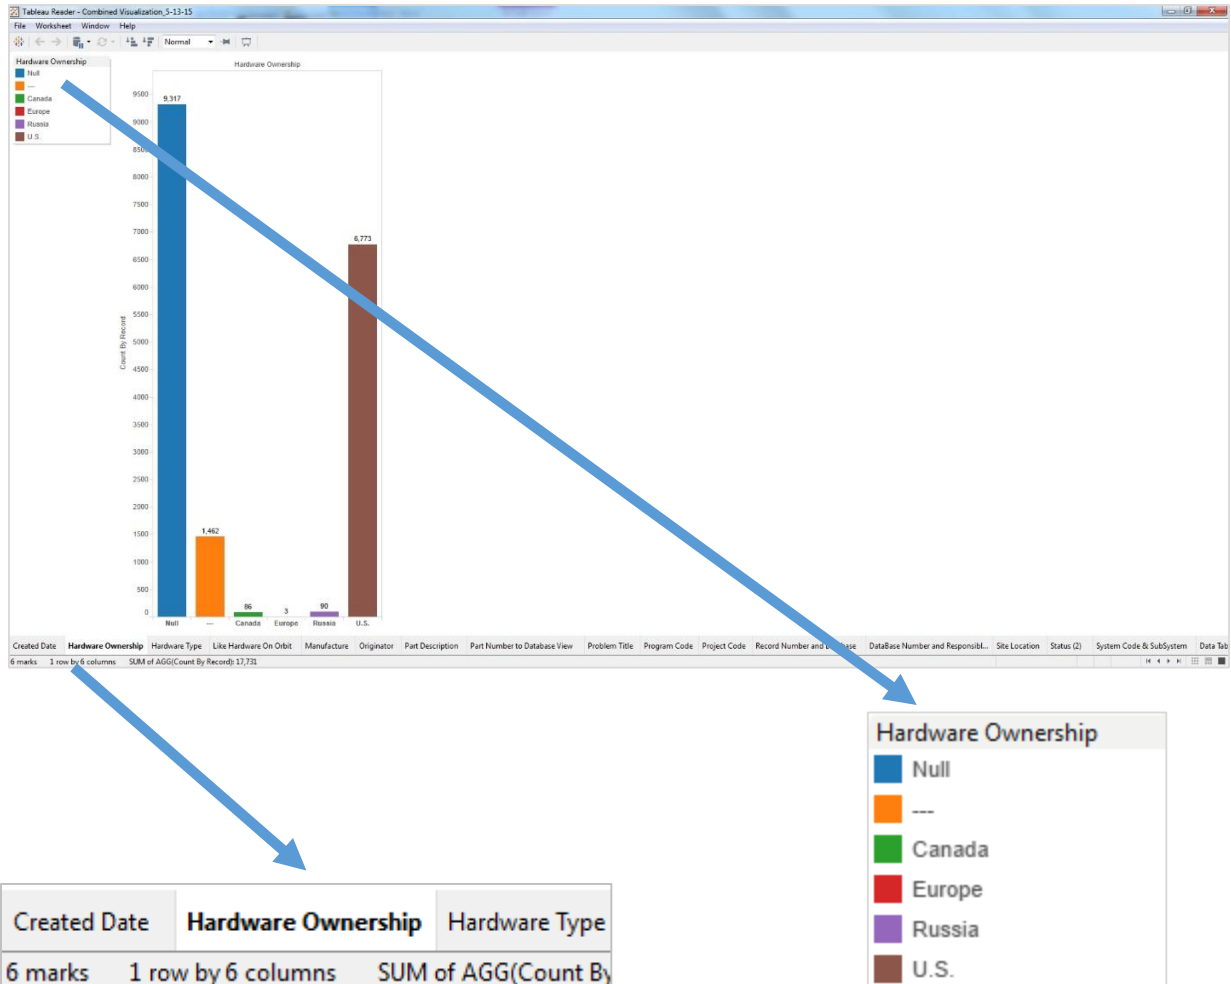 Tableau Reader - Combined Visualization_5-13-15
File Worksheet Window Help
Normal
Hardware Ownership
Null
---
Canada
Europe
Russia
U.S.
Hardware Ownership
Count By Record
9500
9000
8500
8000
7500
7000
6500
6000
5500
5000
4500
4000
3500
3000
2500
2000
1500
1000
500
0
9,317
1,462
86
3
90
6,773
Null --- Canada Europe Russia U.S.
Created Date Hardware Ownership Hardware Type Like Hardware On Orbit Manufacture Originator Part Description Part Number to Database View Problem Title Program Code Project Code Record Number and DataBase Number and Responsibl... Site Location Status (2) System Code & SubSystem Data Tab
6 marks 1 row by 6 columns SUM of AGG(Count By Record): 17,731
Hardware Ownership
Null
---
Canada
Europe
Russia
U.S.
Created Date Hardware Ownership Hardware Type
6 marks 1 row by 6 columns SUM of AGG(Count By